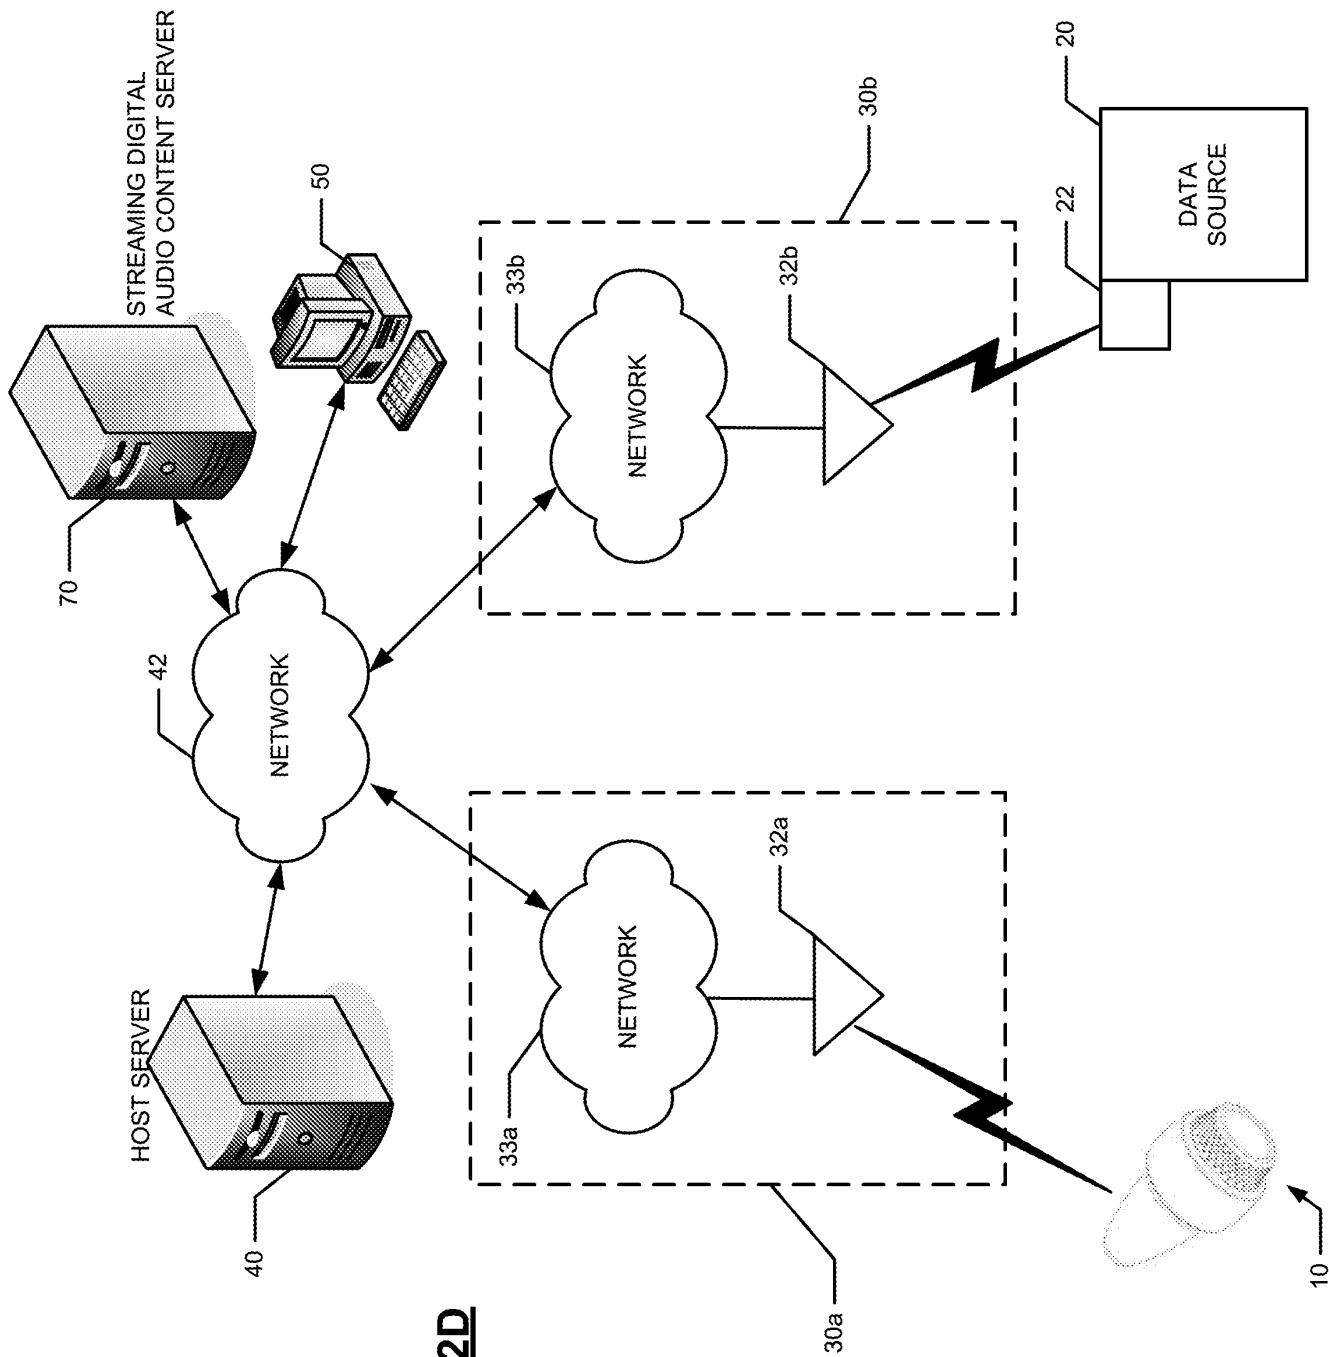 STREAMING DIGITAL
AUDIO CONTENT SERVER
70
50
HOST SERVER
40
42
NETWORK
33b
NETWORK
32b
30b
33a
NETWORK
32a
30a
20
22
DATA
SOURCE
10
2D